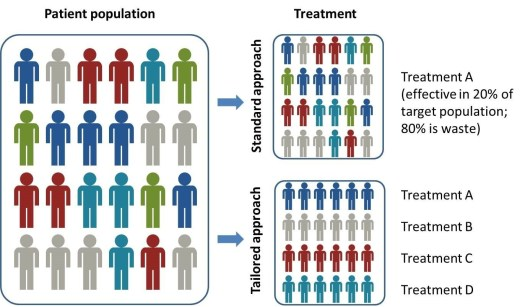 Patient population
Treatment
Standard approach
Treatment A
(effective in 20% of
target population;
80% is waste)
Tailored approach
Treatment A
Treatment B
Treatment C
Treatment D